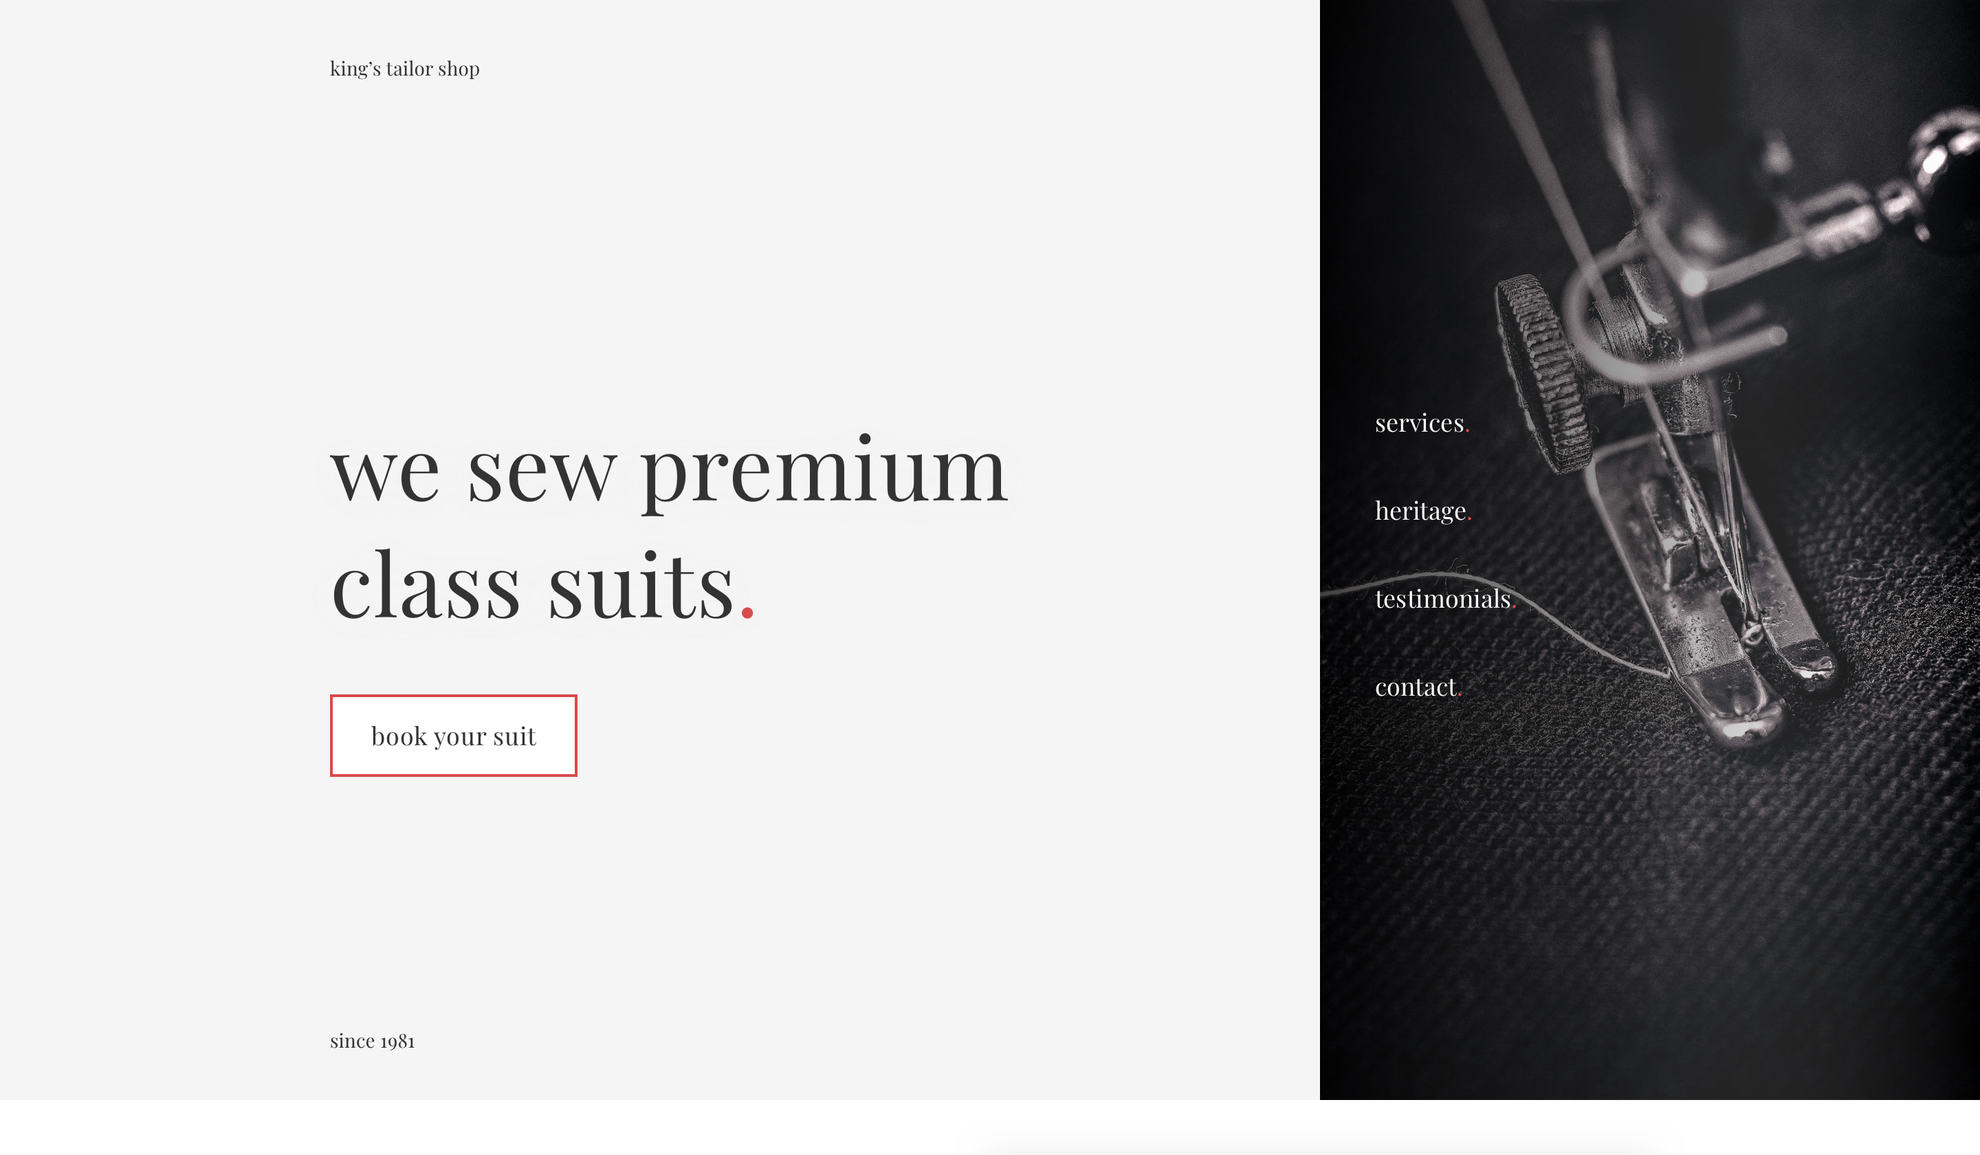 king’s tailor shop
we sew premium
class suits.
book your suit
since 1981
services.
heritage.
testimonials.
contact.